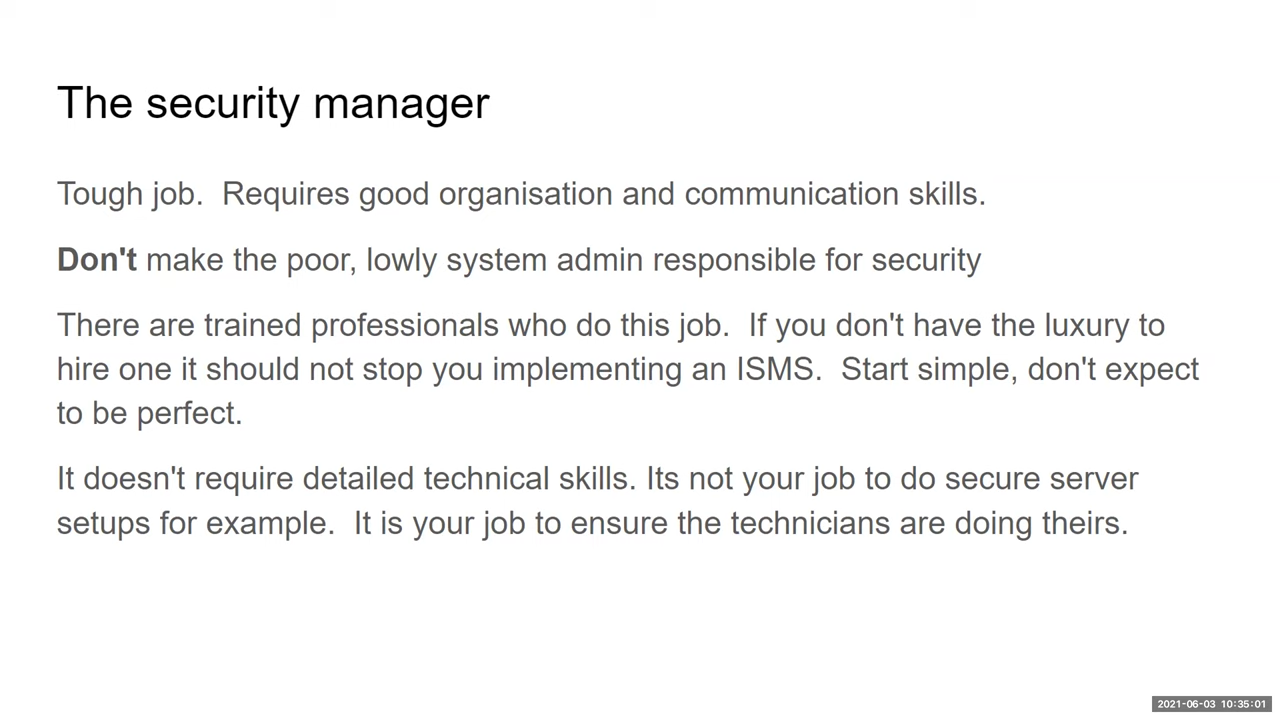 The security manager
Tough job.  Requires good organisation and communication skills.
Don't make the poor, lowly system admin responsible for security
There are trained professionals who do this job.  If you don't have the luxury to
hire one it should not stop you implementing an ISMS.  Start simple, don't expect
to be perfect.
It doesn't require detailed technical skills. Its not your job to do secure server
setups for example.  It is your job to ensure the technicians are doing theirs.
2021-06-03 10:35:01